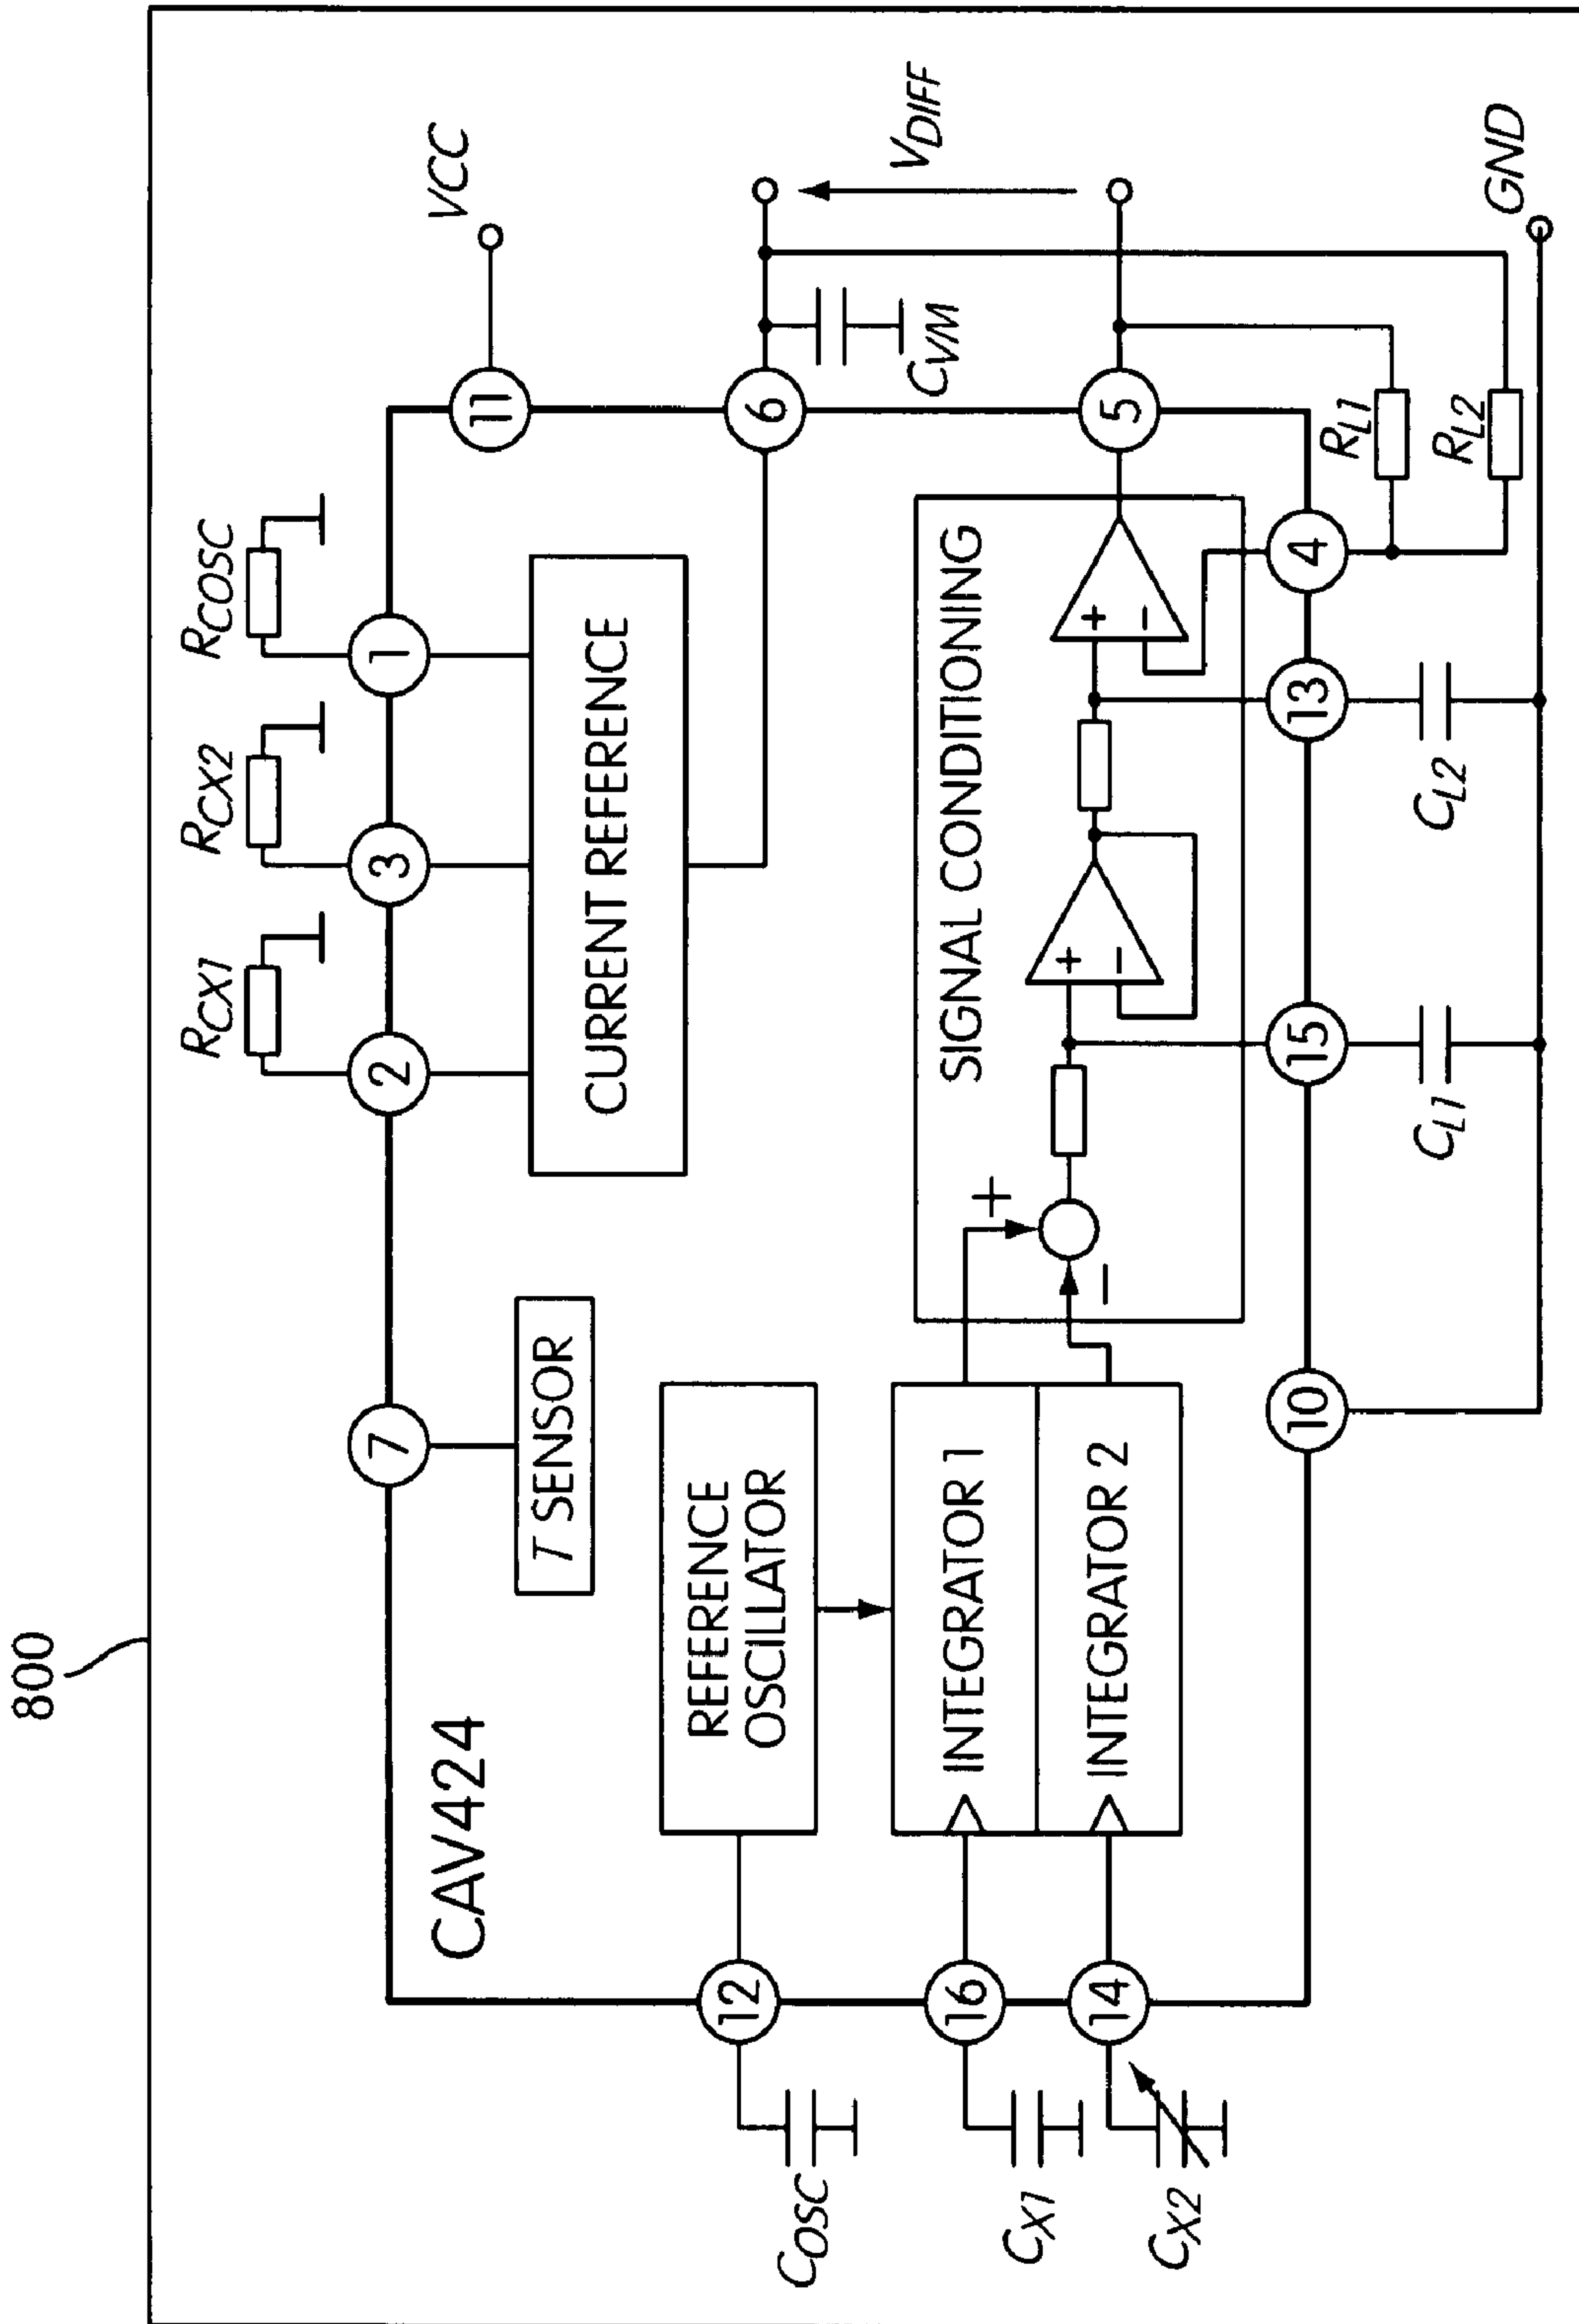 800
CAV424
R_COSC
R_CX2
R_CX1
1
3
2
7
11
VCC
T SENSOR
CURRENT REFERENCE
REFERENCE
OSCILLATOR
12
C_OSC
6
C_VM
V_DIFF
INTEGRATOR 1
INTEGRATOR 2
16
14
C_X1
C_X2
SIGNAL CONDITIONING
+
−
+
−
+
−
5
4
13
15
10
R_L1
R_L2
C_L2
C_L1
GND